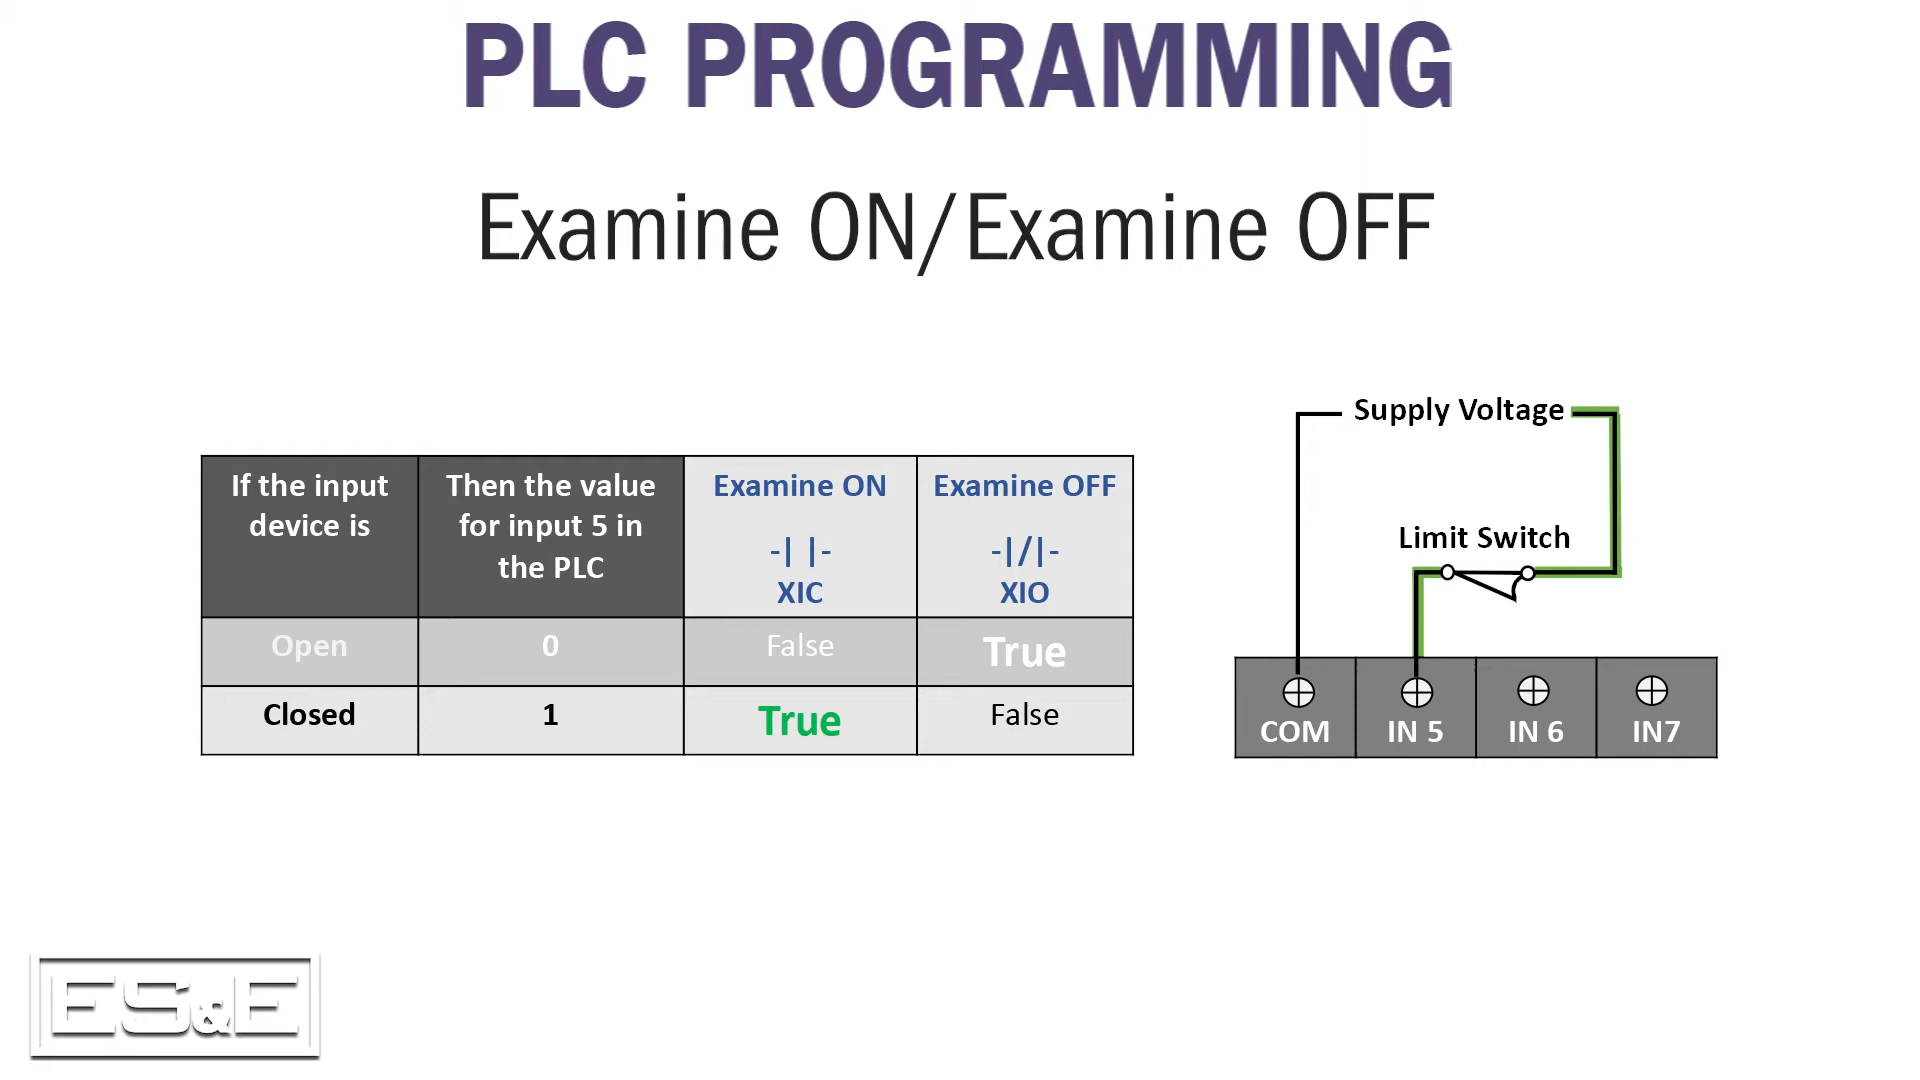 PLC PROGRAMMING
Examine ON/Examine OFF
If the input
device is
Then the value
for input 5 in
the PLC
Examine ON
-| |-
XIC
Examine OFF
-|/|-
XIO
Open
0
False
True
Closed
1
True
False
Supply Voltage
Limit Switch
COM
IN 5
IN 6
IN7
ES&E